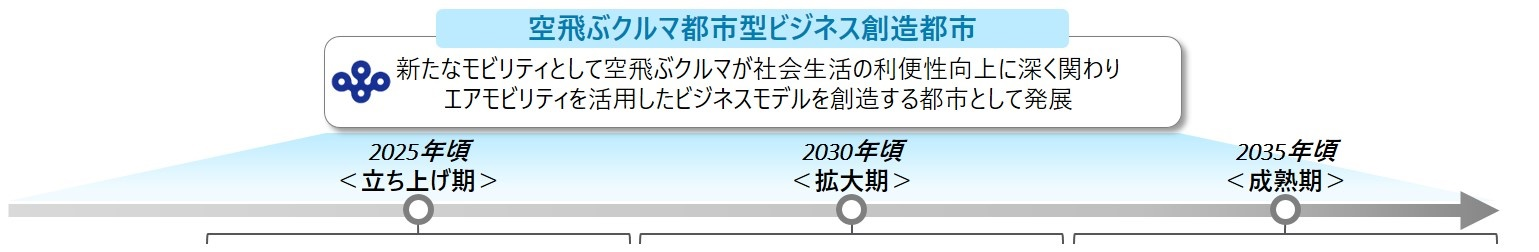 空飛ぶクルマ都市型ビジネス創造都市
新たなモビリティとして空飛ぶクルマが社会生活の利便性向上に深く関わり
エアモビリティを活用したビジネスモデルを創造する都市として発展
2025年頃
＜立ち上げ期＞
2030年頃
＜拡大期＞
2035年頃
＜成熟期＞